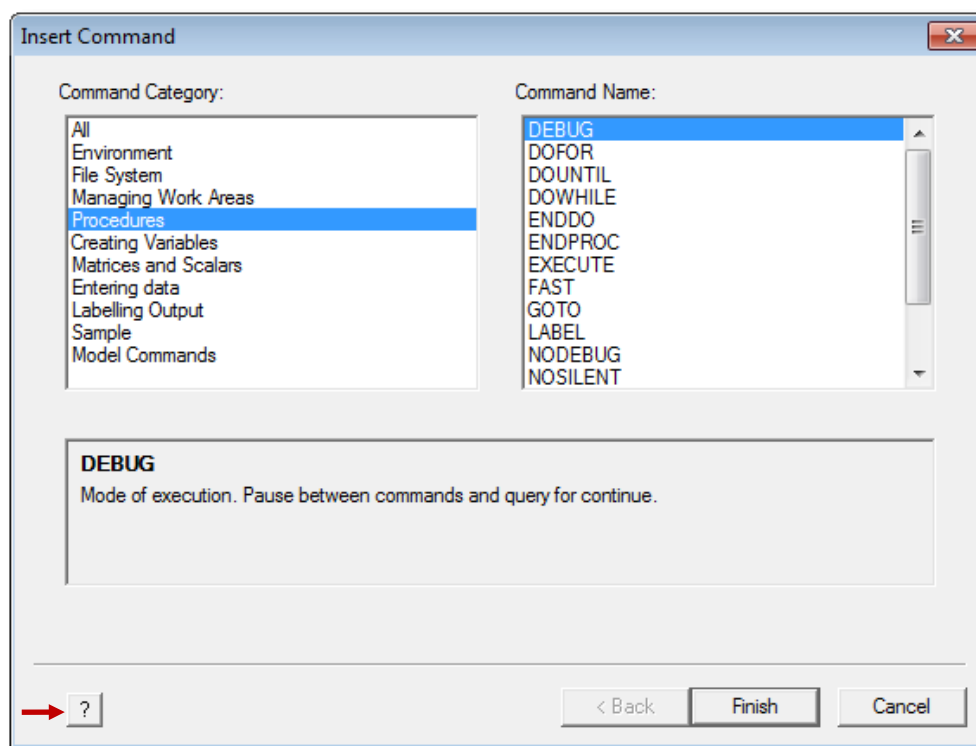 Insert Command
Command Category:
All
Environment
File System
Managing Work Areas
Procedures
Creating Variables
Matrices and Scalars
Entering data
Labelling Output
Sample
Model Commands
Command Name:
DEBUG
DOFOR
DOUNTIL
DOWHILE
ENDDO
ENDPROC
EXECUTE
FAST
GOTO
LABEL
NODEBUG
NOSILENT
DEBUG
Mode of execution. Pause between commands and query for continue.
?
< Back
Finish
Cancel